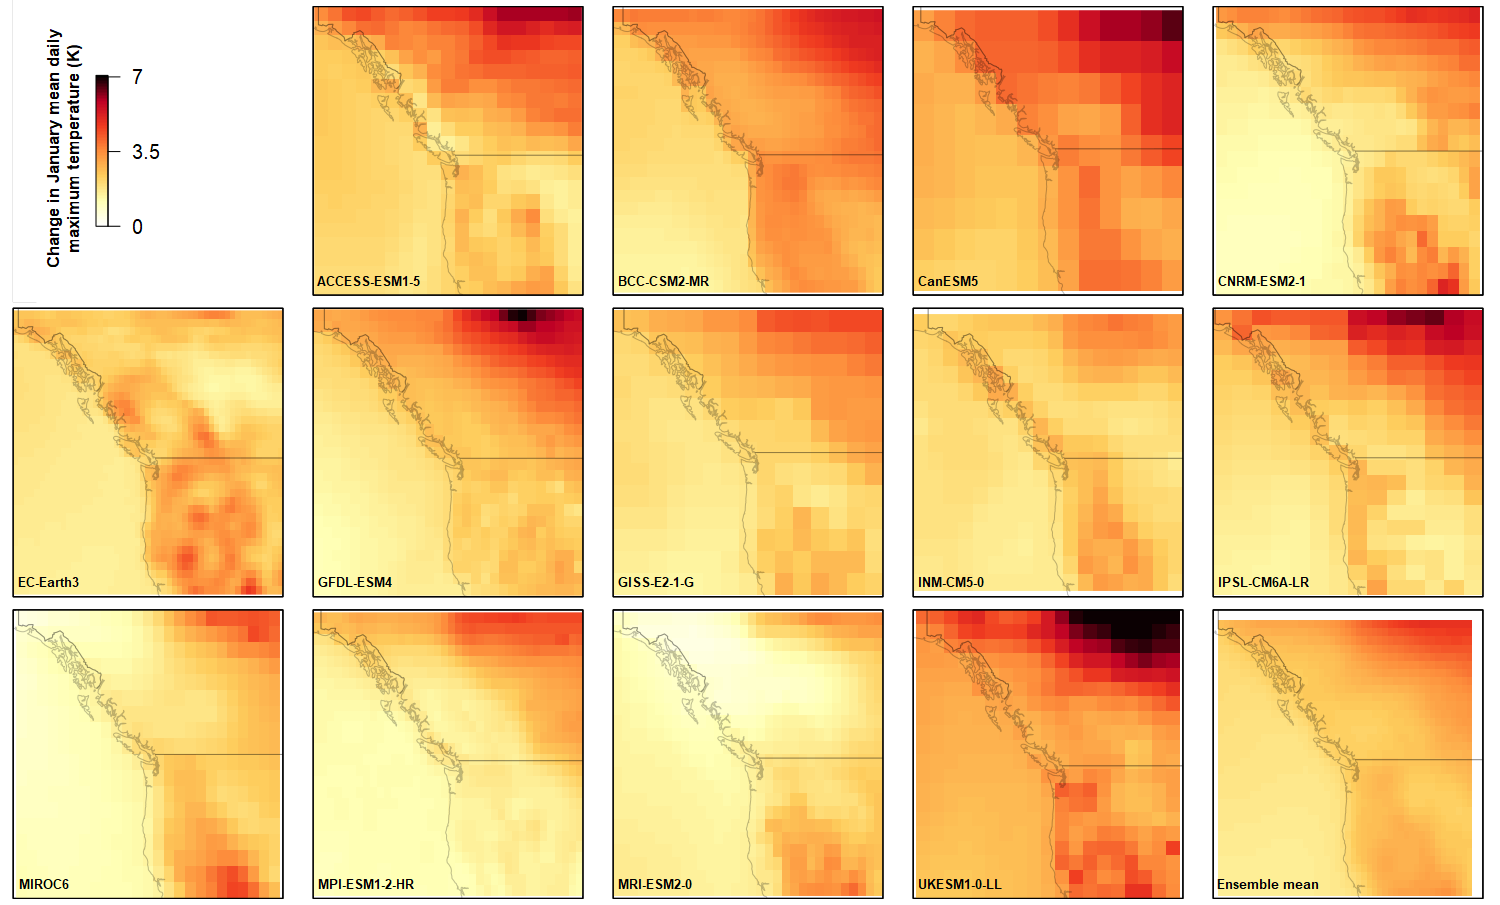 Change in January mean daily
maximum temperature (K)
7
3.5
0
ACCESS-ESM1-5
BCC-CSM2-MR
CanESM5
CNRM-ESM2-1
EC-Earth3
GFDL-ESM4
GISS-E2-1-G
INM-CM5-0
IPSL-CM6A-LR
MIROC6
MPI-ESM1-2-HR
MRI-ESM2-0
UKESM1-0-LL
Ensemble mean